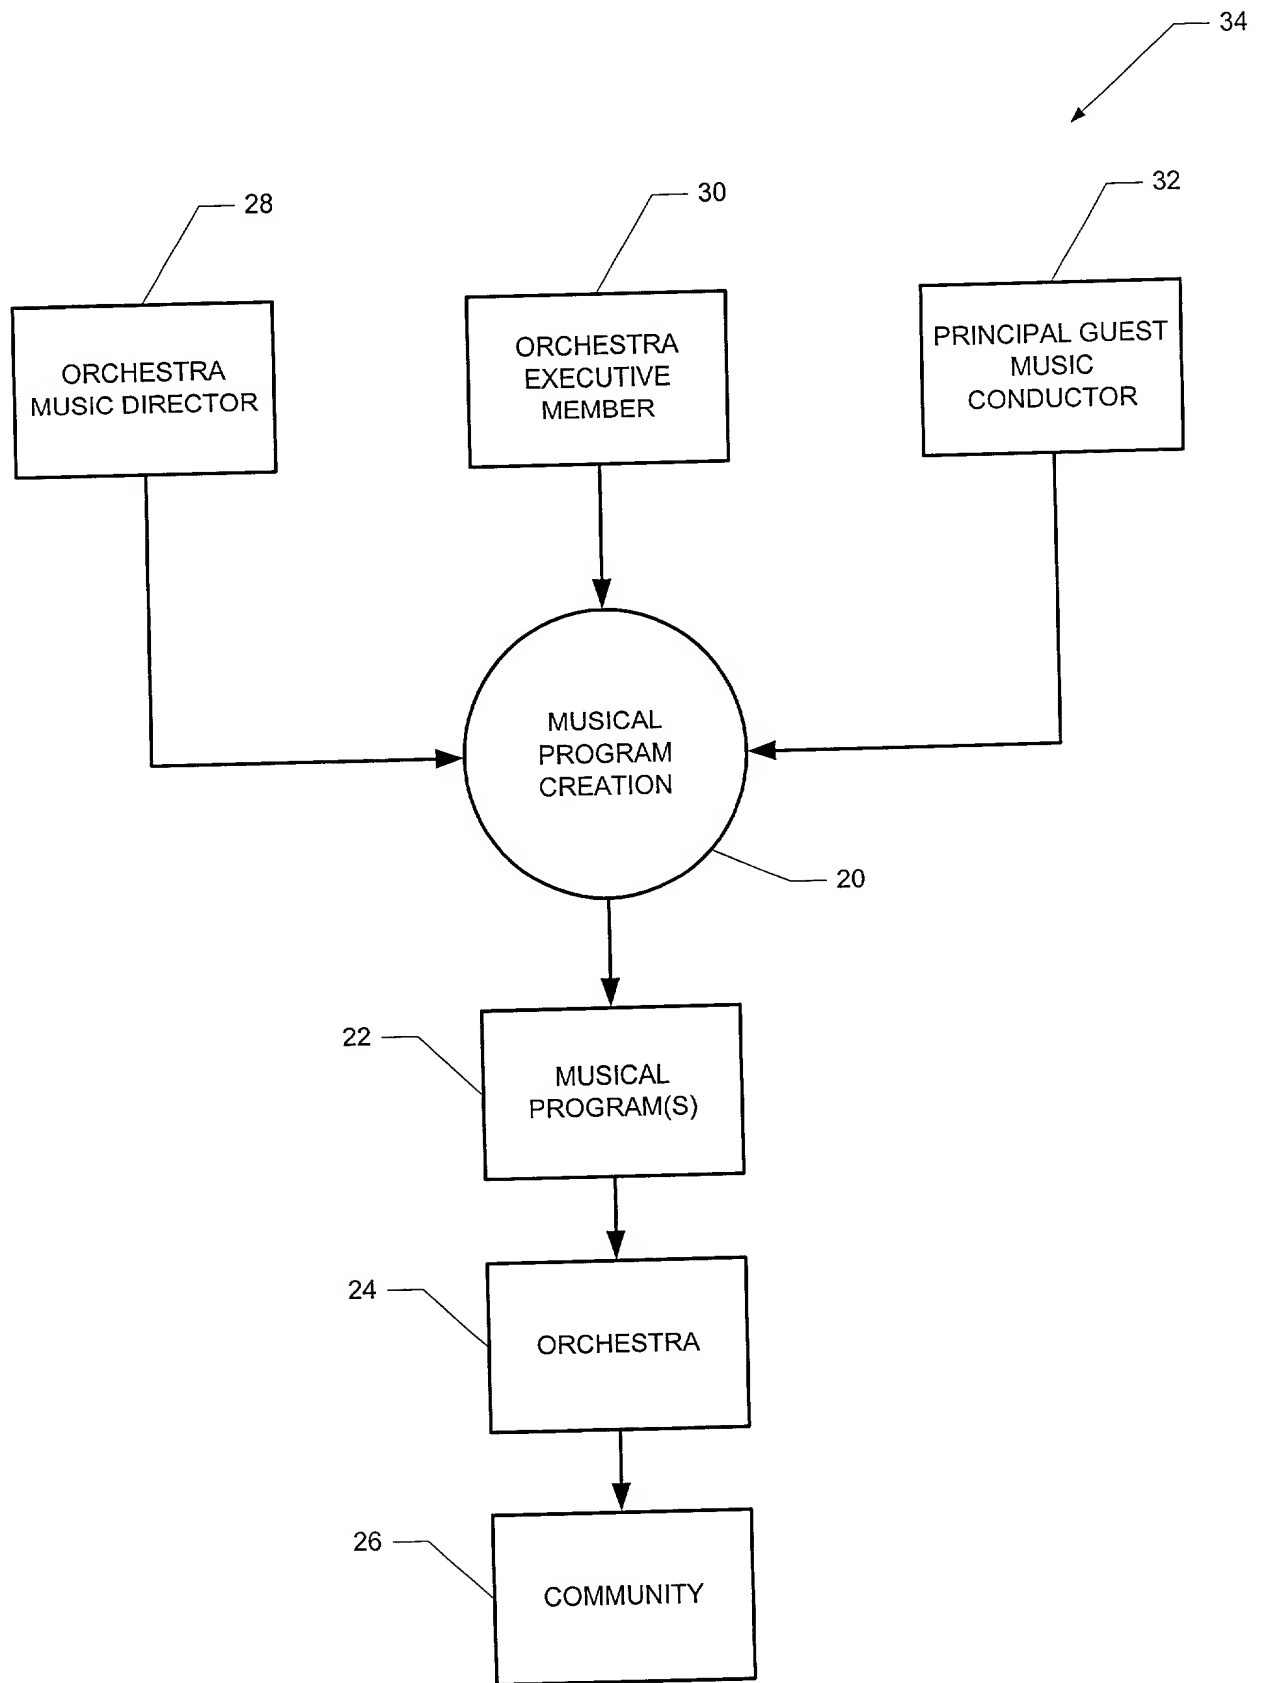 34
28
30
32
ORCHESTRA
MUSIC DIRECTOR
ORCHESTRA
EXECUTIVE
MEMBER
PRINCIPAL GUEST
MUSIC
CONDUCTOR
MUSICAL
PROGRAM
CREATION
20
22
MUSICAL
PROGRAM(S)
24
ORCHESTRA
26
COMMUNITY